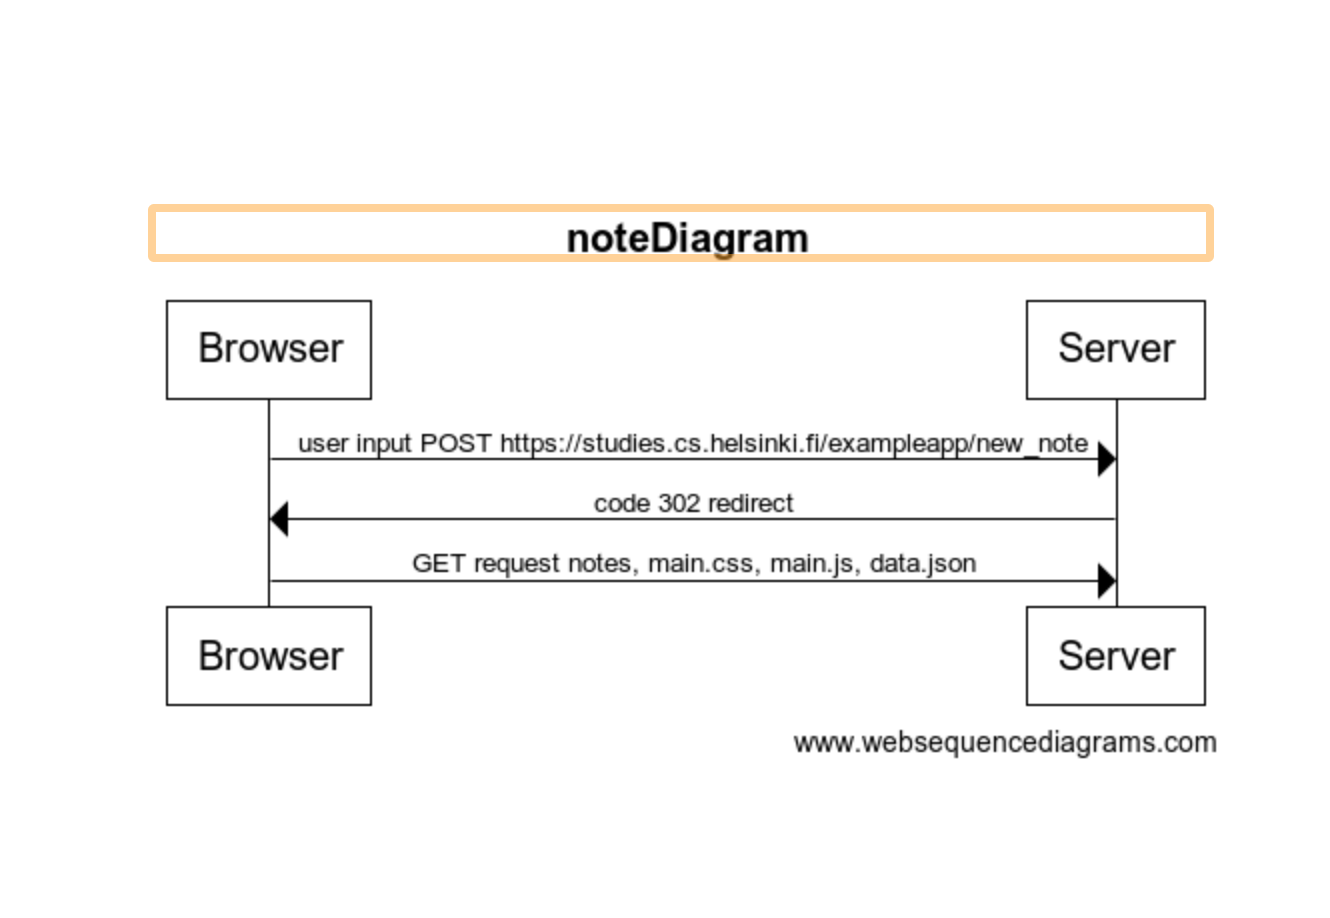 noteDiagram
Browser
Server
user input POST https://studies.cs.helsinki.fi/exampleapp/new_note
code 302 redirect
GET request notes, main.css, main.js, data.json
Browser
Server
www.websequencediagrams.com